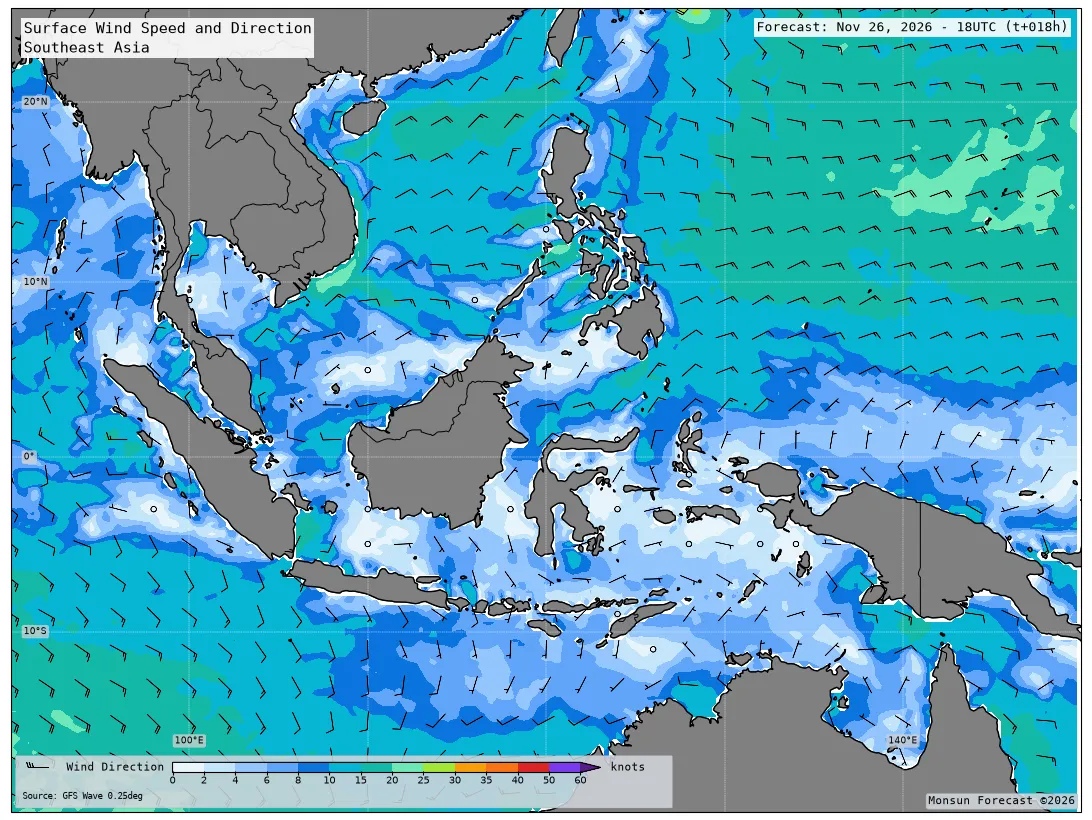 Surface Wind Speed and Direction
Southeast Asia
Forecast: Nov 26, 2026 - 18UTC (t+018h)
20°N
10°N
0°
10°S
100°E
140°E
Wind Direction
0 2 4 6 8 10 15 20 25 30 35 40 50 60
knots
Source: GFS Wave 0.25deg
Monsun Forecast ©2026